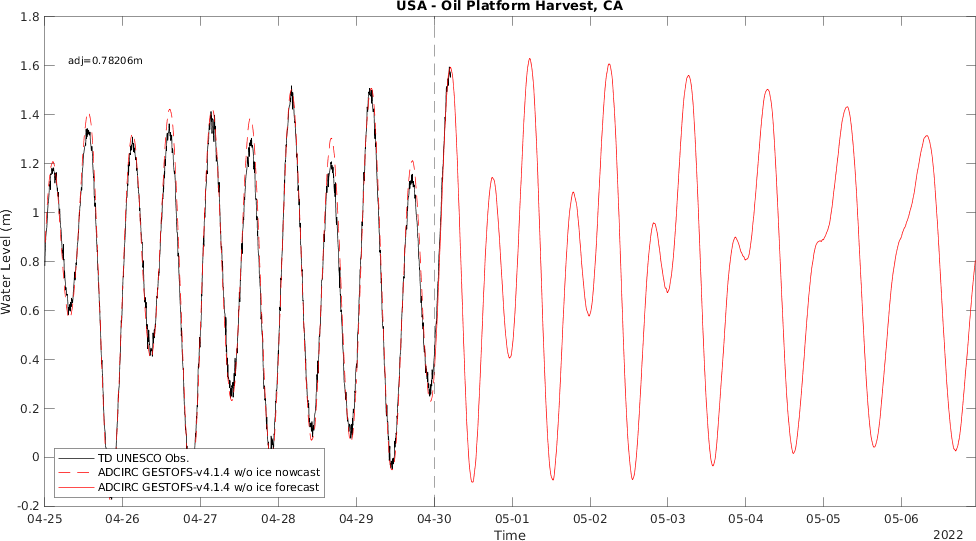 USA - Oil Platform Harvest, CA
1.8
1.6
1.4
1.2
1
0.8
0.6
0.4
0.2
0
-0.2
Water Level (m)
adj=0.78206m
TD UNESCO Obs.
ADCIRC GESTOFS-v4.1.4 w/o ice nowcast
ADCIRC GESTOFS-v4.1.4 w/o ice forecast
04-25 04-26 04-27 04-28 04-29 04-30 05-01 05-02 05-03 05-04 05-05 05-06
Time
2022